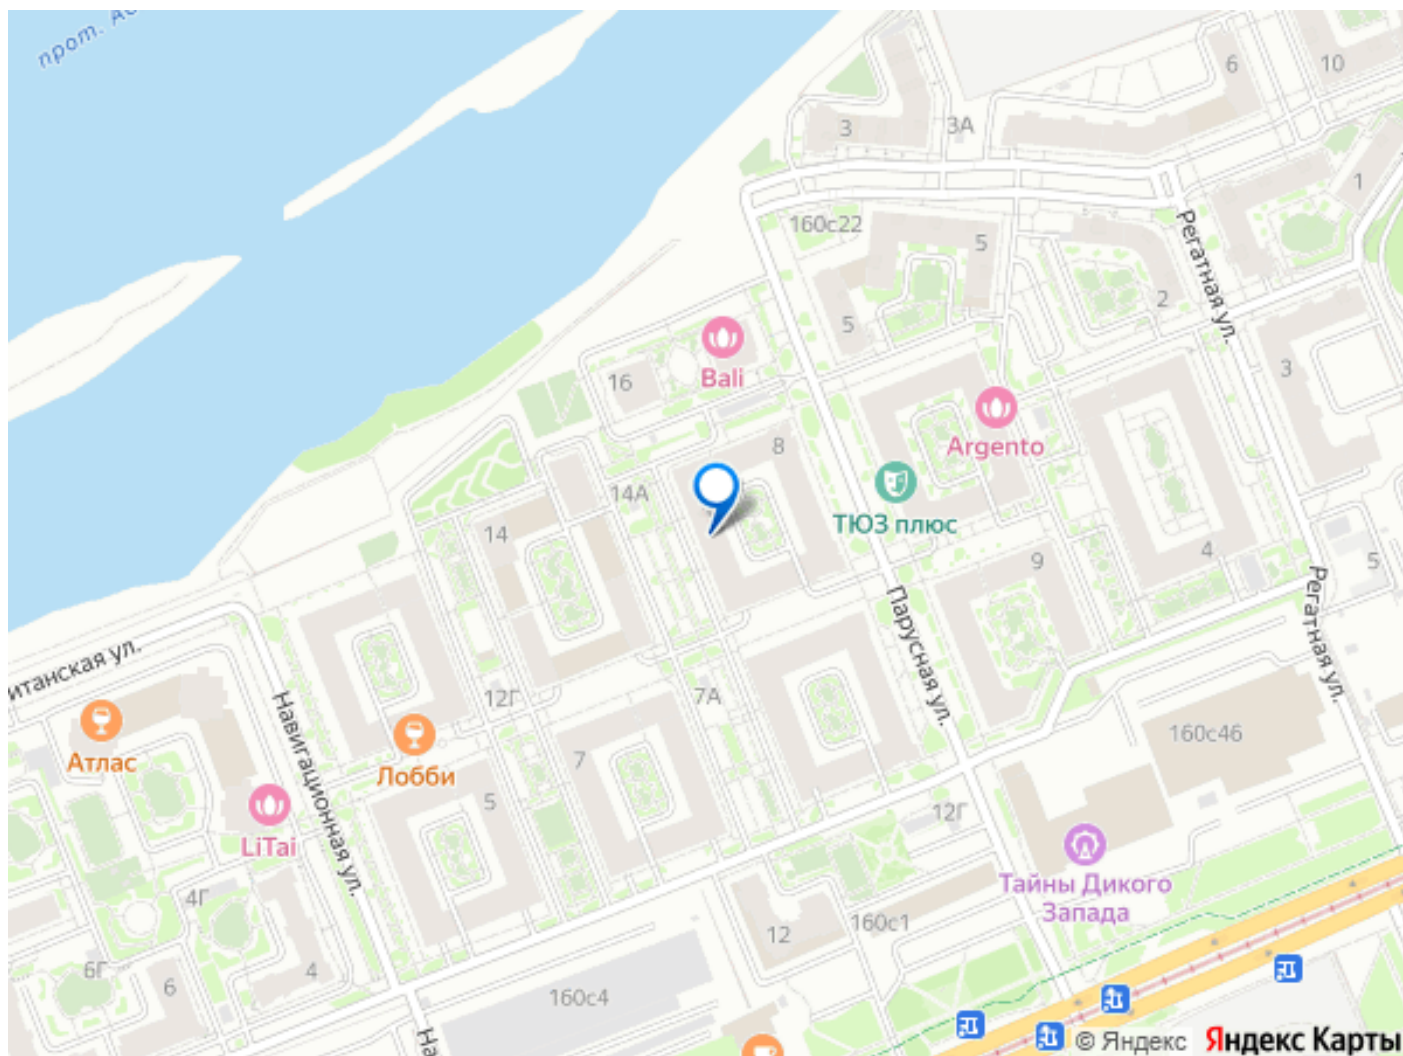 прот.
3
3А
6
10
1
160с22
5
5
2
Регатная ул.
3
16
Bali
8
Argento
14А
14
ТЮЗ плюс
9
4
5
Регатная ул.
Парусная ул.
итанская ул.
12Г
7А
160с46
Атлас
Навигационная ул.
Лобби
7
5
LiTai
12Г
Тайны Дикого
Запада
4Г
12
160с1
6Г
6
4
160с4
На
© Яндекс
Яндекс Карты